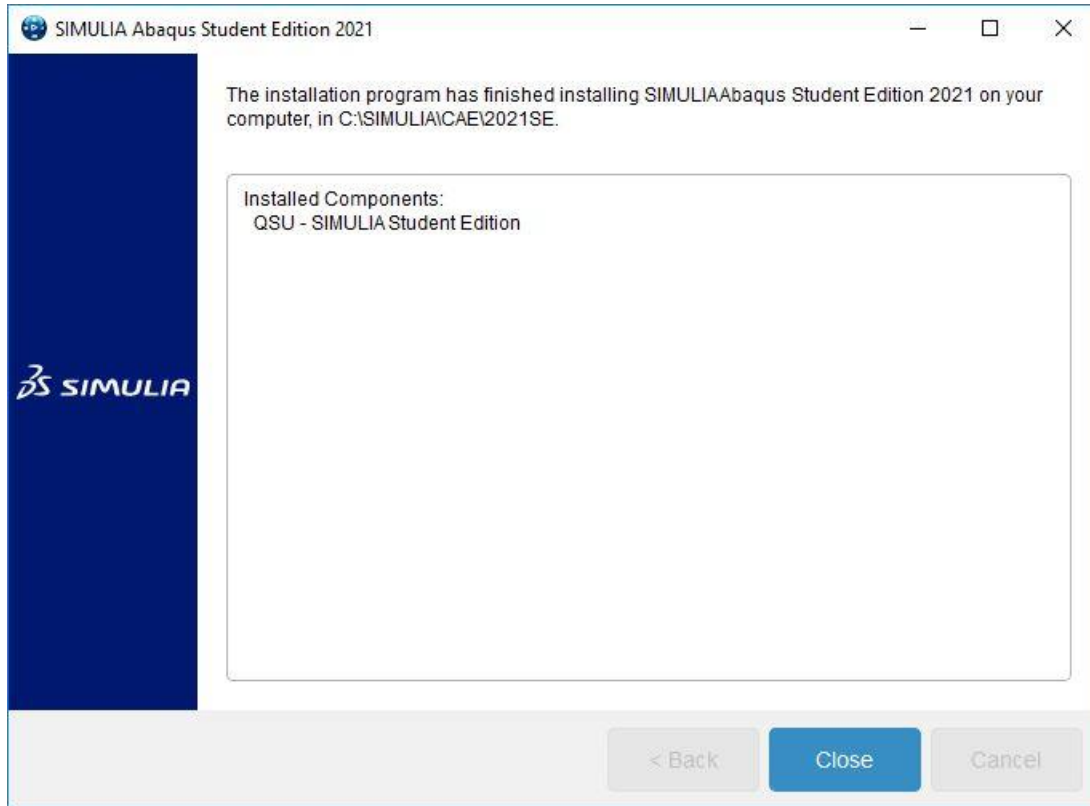 SIMULIA Abaqus Student Edition 2021
The installation program has finished installing SIMULIAAbaqus Student Edition 2021 on your
computer, in C:\SIMULIA\CAE\2021SE.
Installed Components:
QSU - SIMULIA Student Edition
3DS SIMULIA
< Back
Close
Cancel